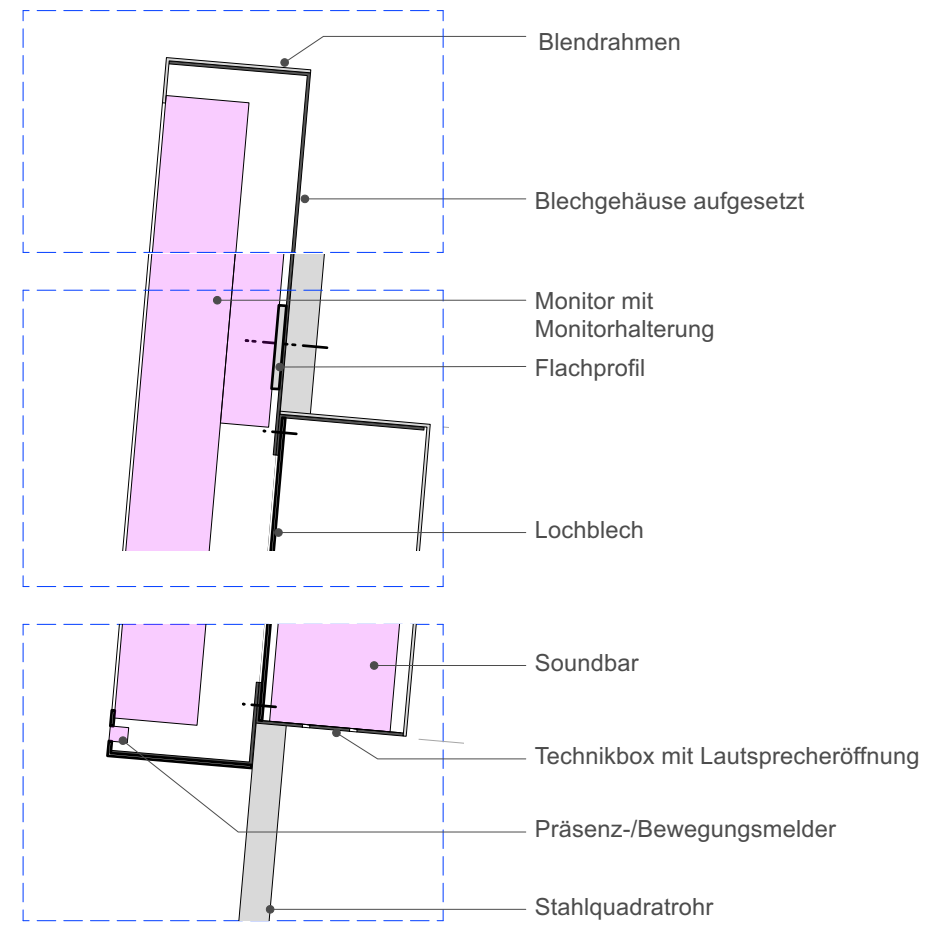 Blendrahmen
Blechgehäuse aufgesetzt
Monitor mit
Monitorhalterung
Flachprofil
Lochblech
Soundbar
Technikbox mit Lautsprecheröffnung
Präsenz-/Bewegungsmelder
Stahlquadratrohr